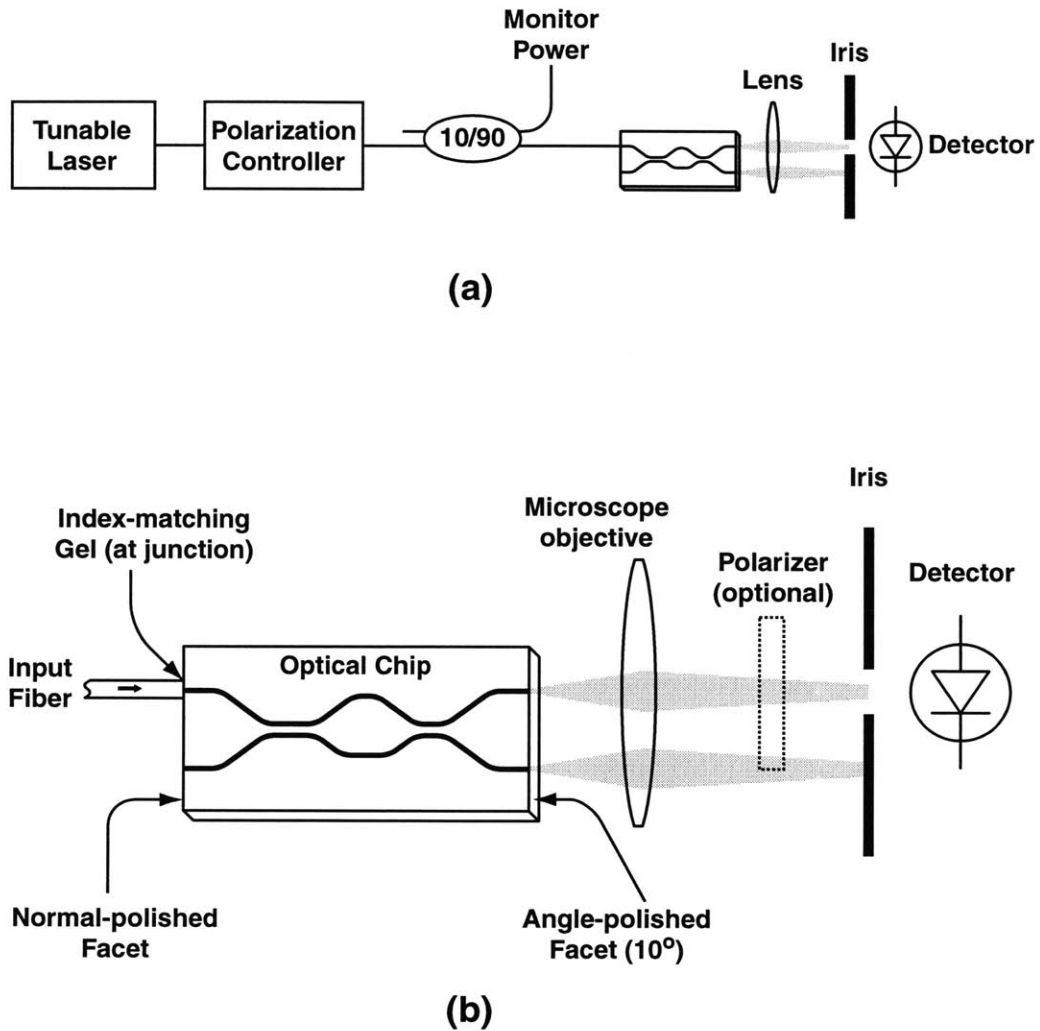 Monitor
Power
Iris
Lens
Tunable
Laser
Polarization
Controller
10/90
Detector
(a)
Iris
Microscope
objective
Index-matching
Gel (at junction)
Polarizer
(optional)
Detector
Input
Fiber
Optical Chip
Normal-polished
Facet
Angle-polished
Facet (10º)
(b)